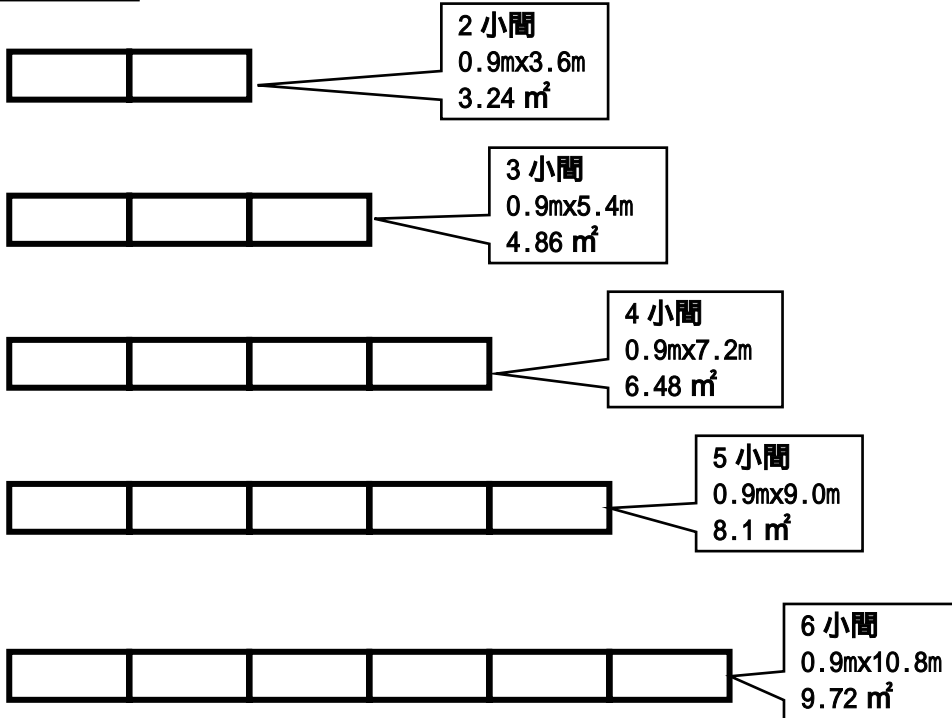 2 小間
0.9mx3.6m
3.24 ㎡
3 小間
0.9mx5.4m
4.86 ㎡
4 小間
0.9mx7.2m
6.48 ㎡
5 小間
0.9mx9.0m
8.1 ㎡
6 小間
0.9mx10.8m
9.72 ㎡